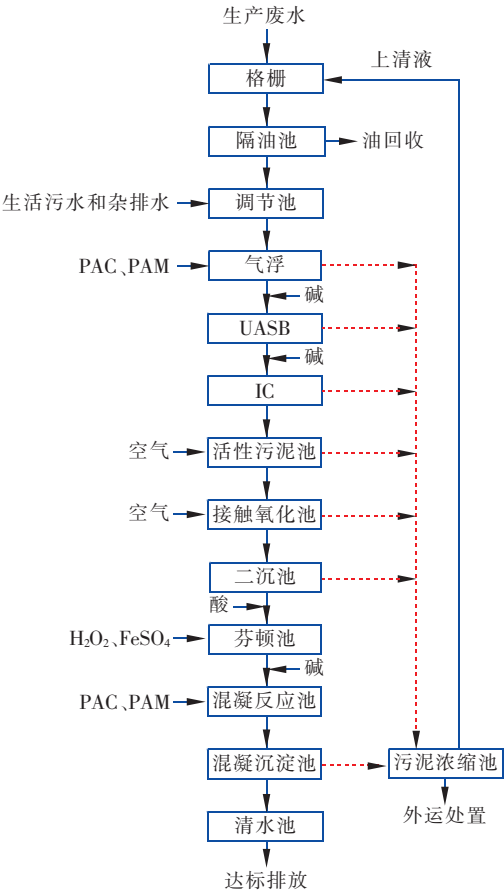 生产废水
上清液
格栅
隔油池
油回收
生活污水和杂排水
调节池
PAC、PAM
气浮
碱
UASB
碱
IC
空气
活性污泥池
空气
接触氧化池
二沉池
酸
H₂O₂、FeSO₄
芬顿池
碱
PAC、PAM
混凝反应池
混凝沉淀池
污泥浓缩池
外运处置
清水池
达标排放